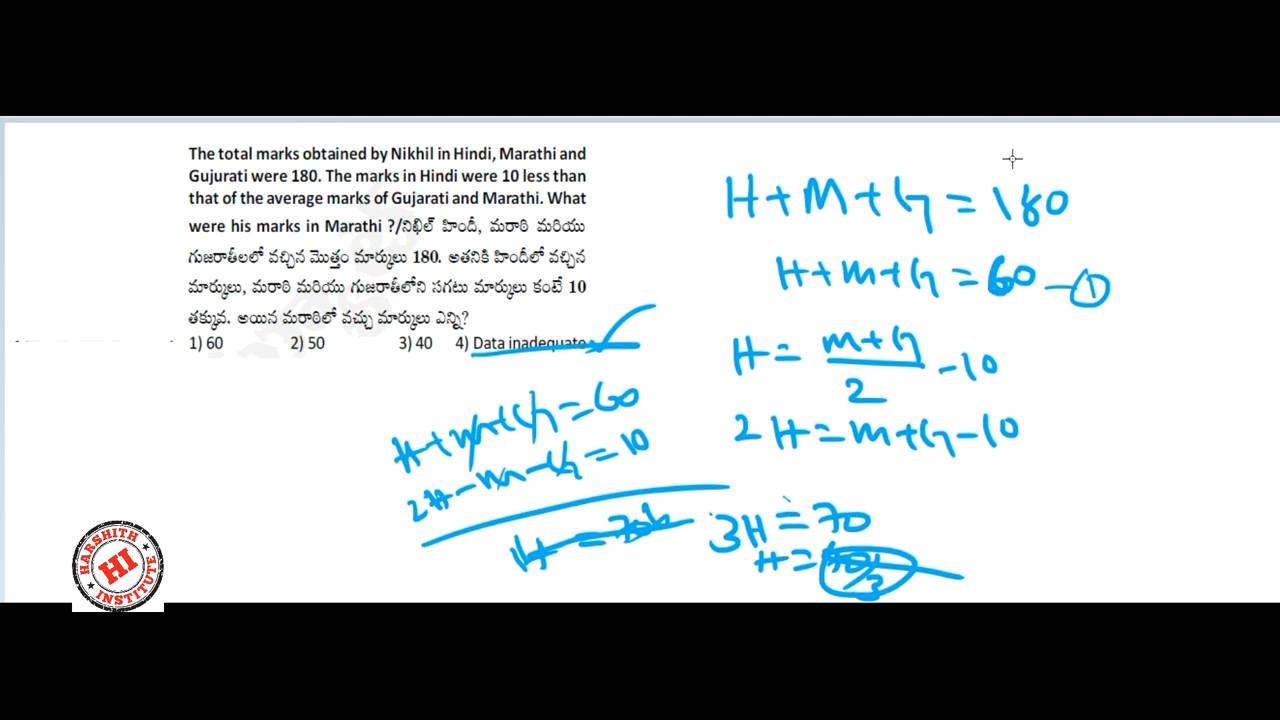 The total marks obtained by Nikhil in Hindi, Marathi and
Gujurati were 180. The marks in Hindi were 10 less than
that of the average marks of Gujarati and Marathi. What
were his marks in Marathi ?/నిఖిల్ హిందీ, మరాఠి మరియు
గుజరాతీలలో వచ్చిన మొత్తం మార్కులు 180. అతనికి హిందీలో వచ్చిన
మార్కులు, మరాఠి మరియు గుజరాతీలోని సగటు మార్కులు కంటే 10
తక్కువ. అయిన మరాఠిలో వచ్చు మార్కులు ఎన్ని?
1) 60 2) 50 3) 40 4) Data inadequate
H+M+G=180
H+m+G=60-①
H=m+G/2-10
2H=m+G-10
H+m+G=60
2H-m-G=10
3H=70
H=
HARSHITH
HI
INSTITUTE